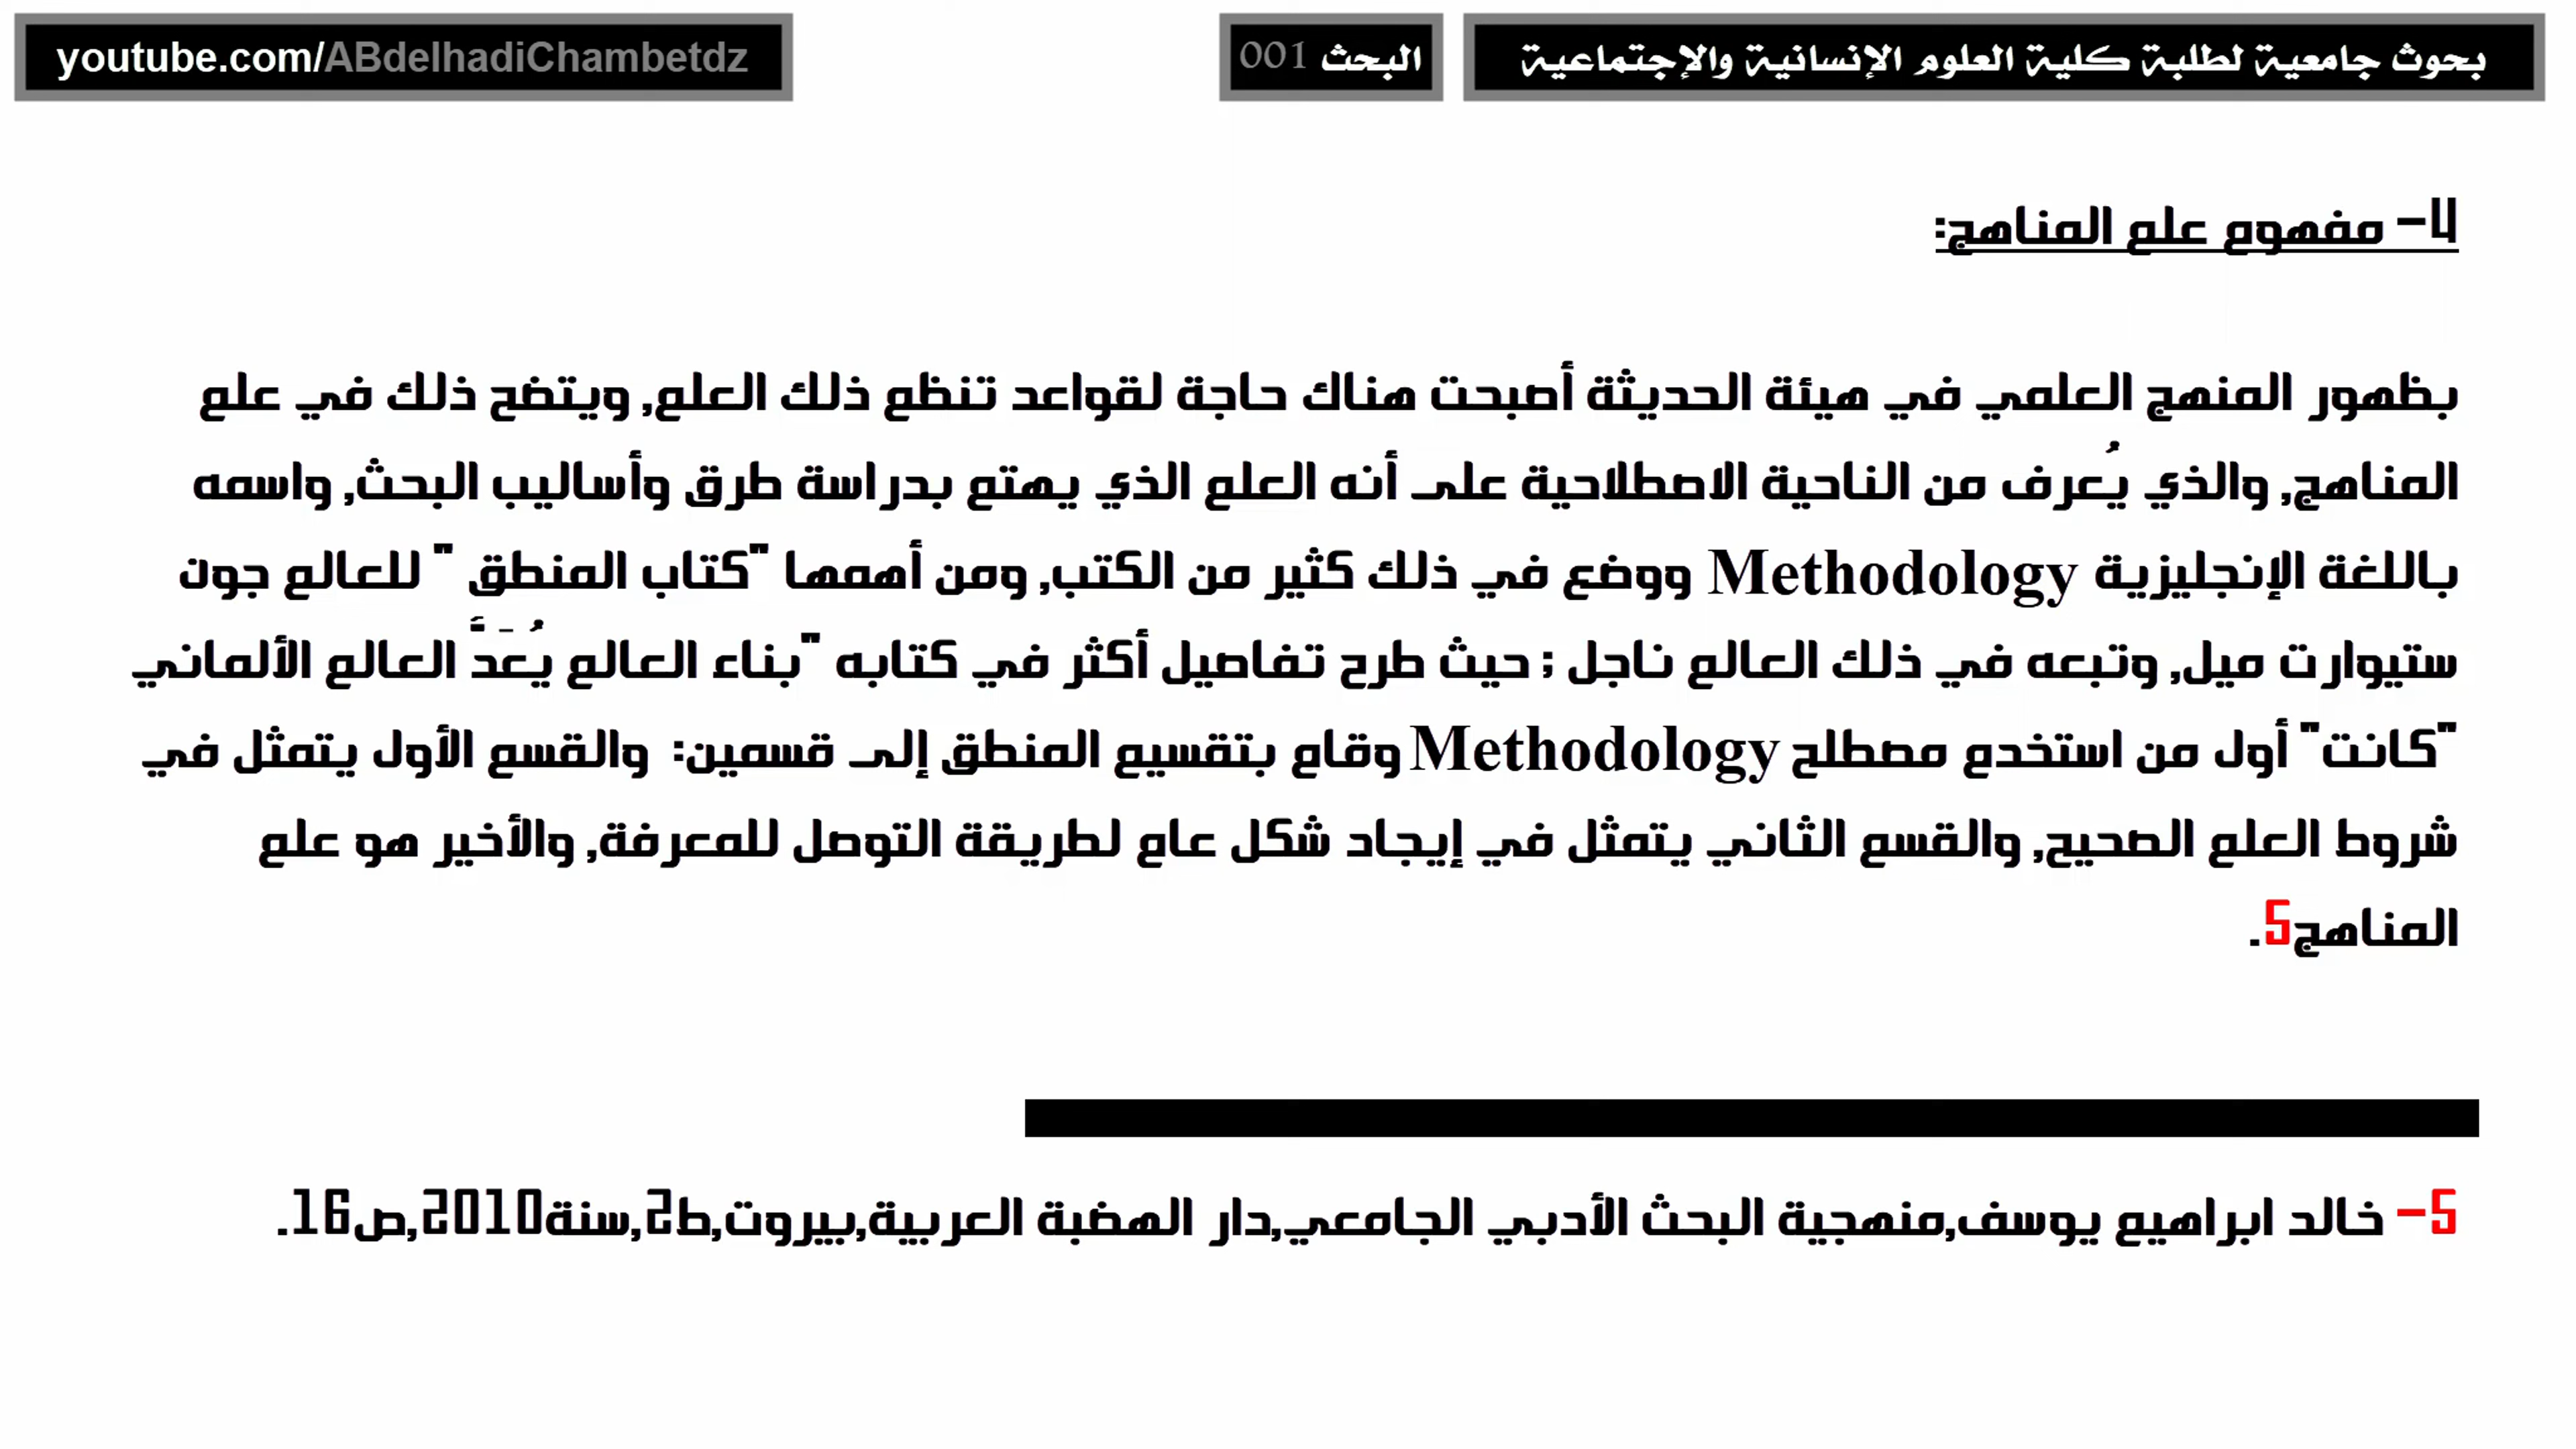 بحوث جامعية لطلبة كلية العلوم الإنسانية والإجتماعية
البحث 001
youtube.com/ABdelhadiChambetdz
4- مفهوم علم المناهج:
بظهور المنهج العلمي في هيئة الحديثة أصبحت هناك حاجة لقواعد تنظم ذلك العلم, ويتضح ذلك في علم
المناهج, والذي يُعرف من الناحية الاصطلاحية على أنه العلم الذي يهتم بدراسة طرق وأساليب البحث, واسمه
باللغة الإنجليزية Methodology ووضع في ذلك كثير من الكتب, ومن أهمها "كتاب المنطق " للعالم جون
ستيوارت ميل, وتبعه في ذلك العالم ناجل ; حيث طرح تفاصيل أكثر في كتابه "بناء العالم يُعَدَّ العالم الألماني
"كانت" أول من استخدم مصطلح Methodology وقام بتقسيم المنطق إلى قسمين: والقسم الأول يتمثل في
شروط العلم الصحيح, والقسم الثاني يتمثل في إيجاد شكل عام لطريقة التوصل للمعرفة, والأخير هو علم
المناهج5.
5- خالد ابراهيم يوسف,منهجية البحث الأدبي الجامعي,دار الهضبة العربية,بيروت,ط2,سنة2010,ص16.